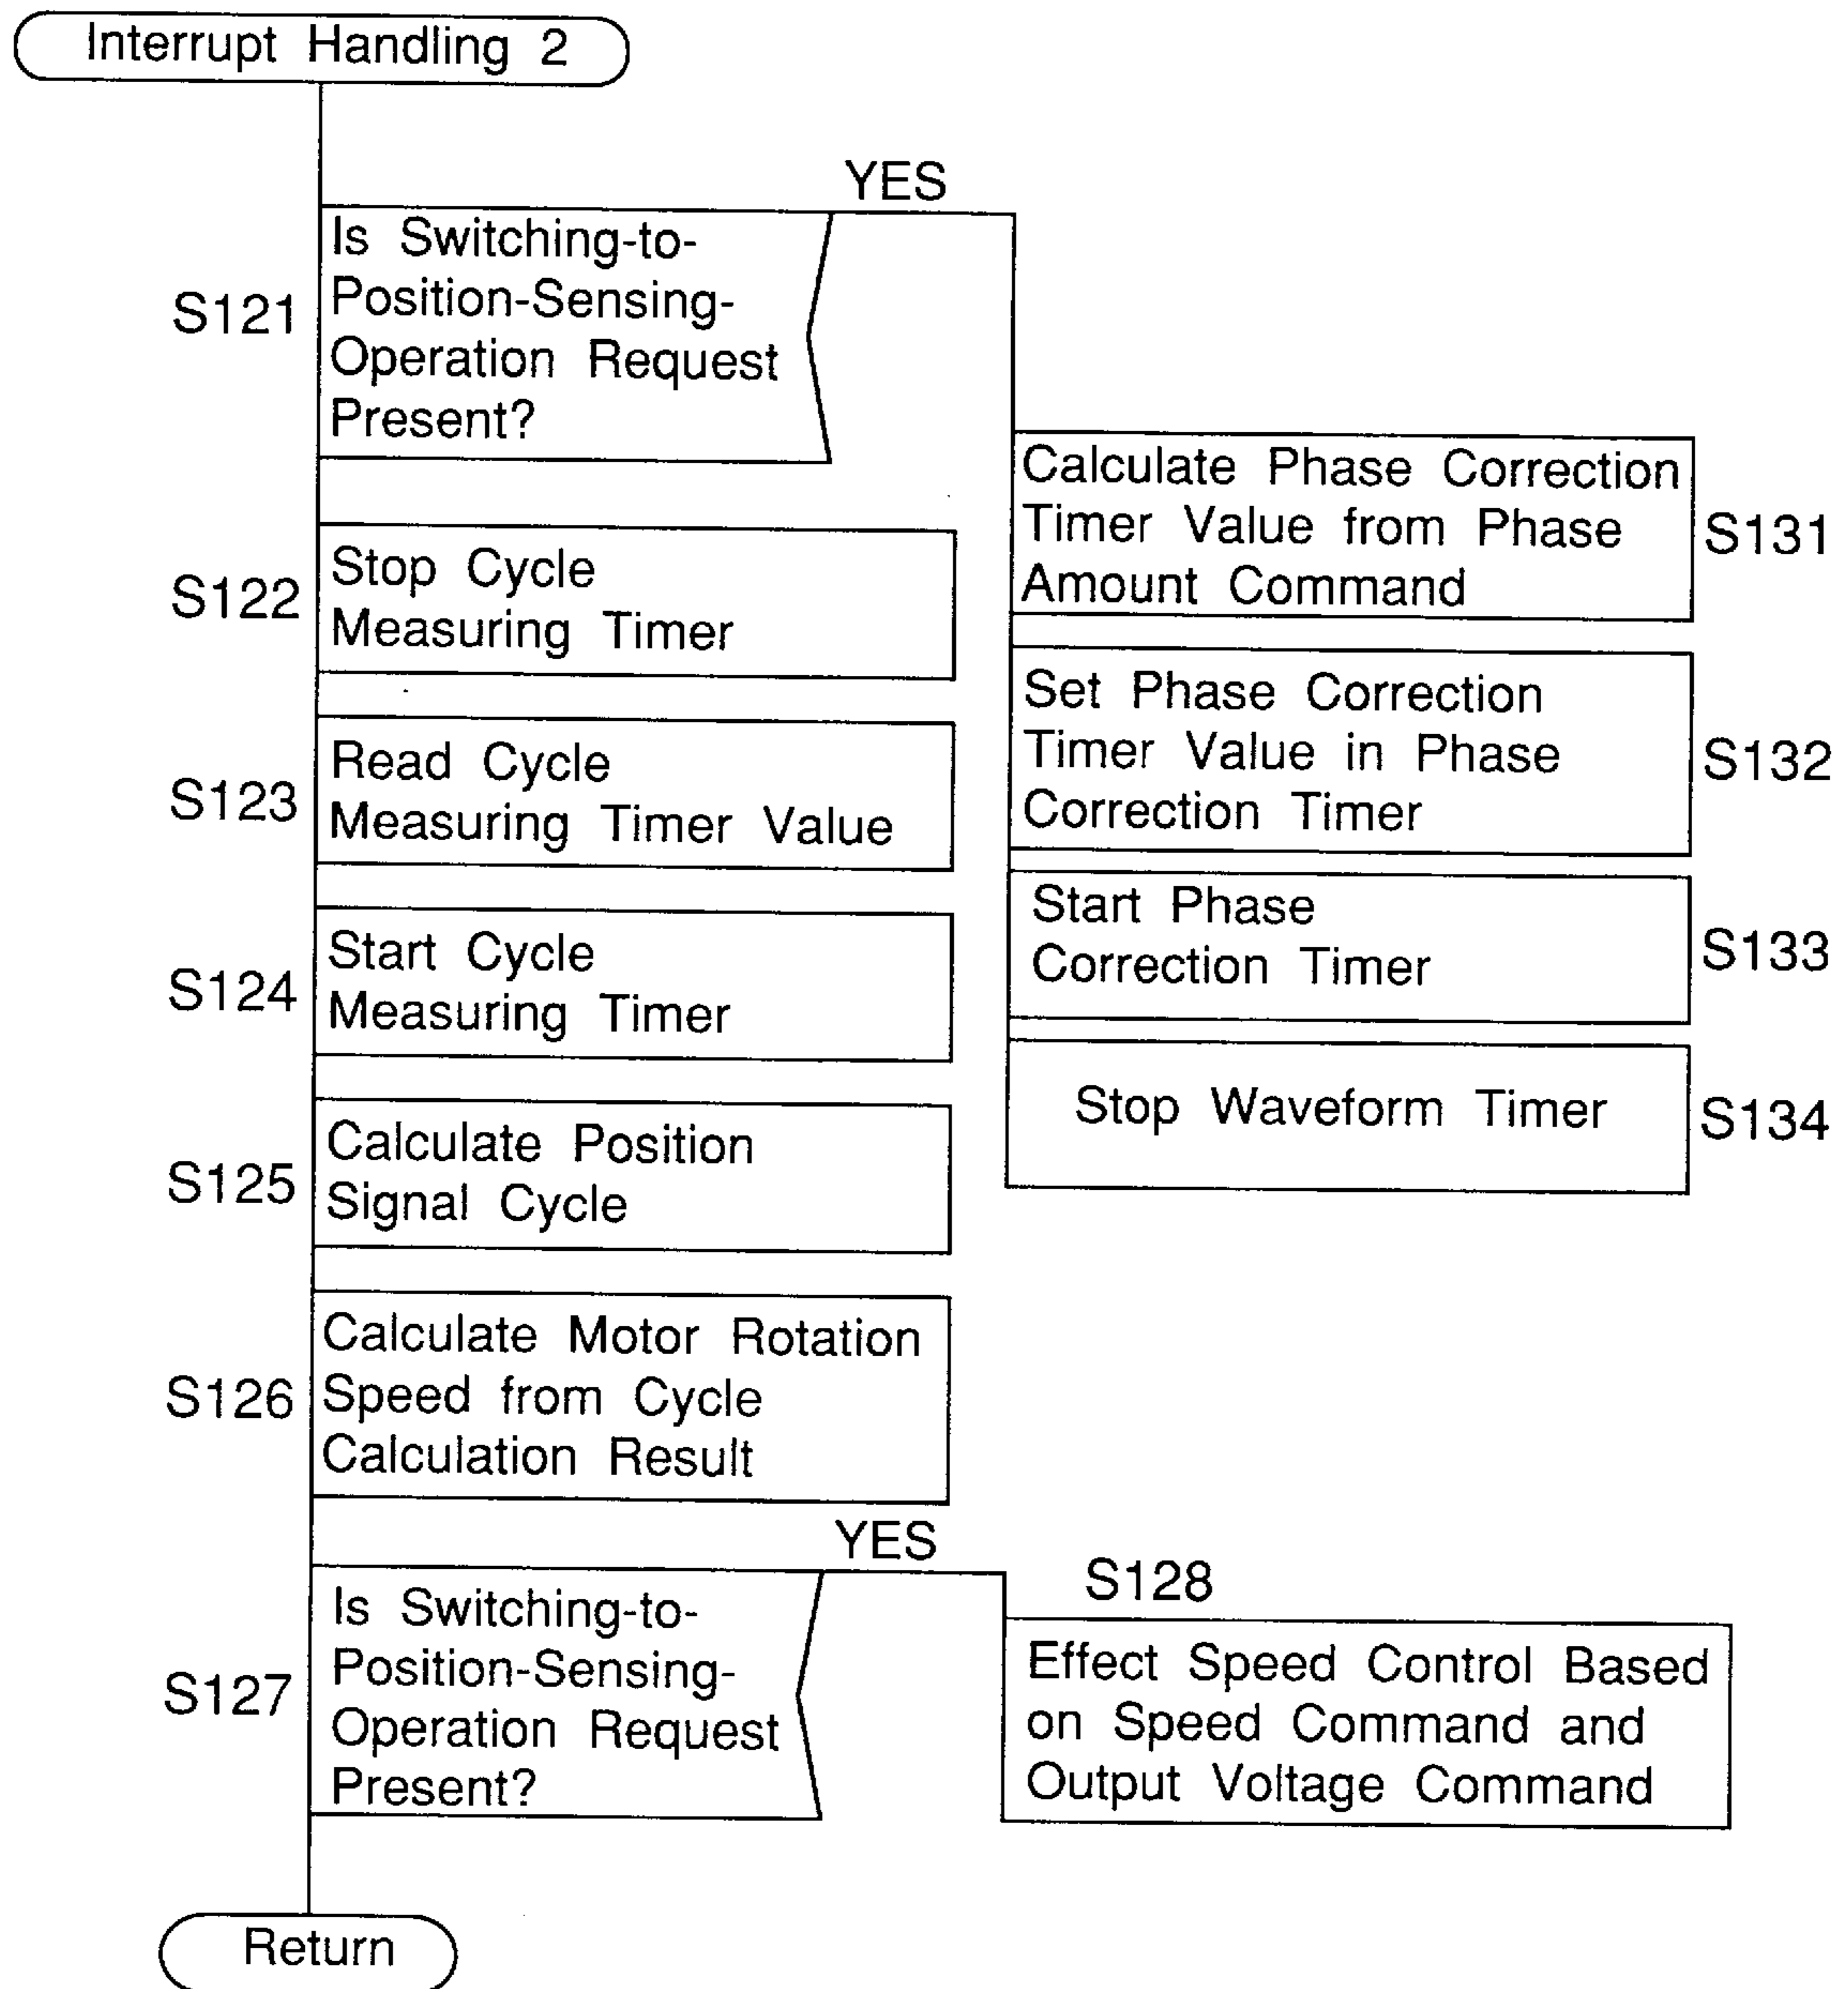 Interrupt Handling 2
YES
S121
Is Switching-to-
Position-Sensing-
Operation Request
Present?
Calculate Phase Correction
Timer Value from Phase
Amount Command
S131
S122
Stop Cycle
Measuring Timer
Set Phase Correction
Timer Value in Phase
Correction Timer
S132
S123
Read Cycle
Measuring Timer Value
Start Phase
Correction Timer
S133
S124
Start Cycle
Measuring Timer
Stop Waveform Timer
S134
S125
Calculate Position
Signal Cycle
S126
Calculate Motor Rotation
Speed from Cycle
Calculation Result
YES
S127
Is Switching-to-
Position-Sensing-
Operation Request
Present?
S128
Effect Speed Control Based
on Speed Command and
Output Voltage Command
Return